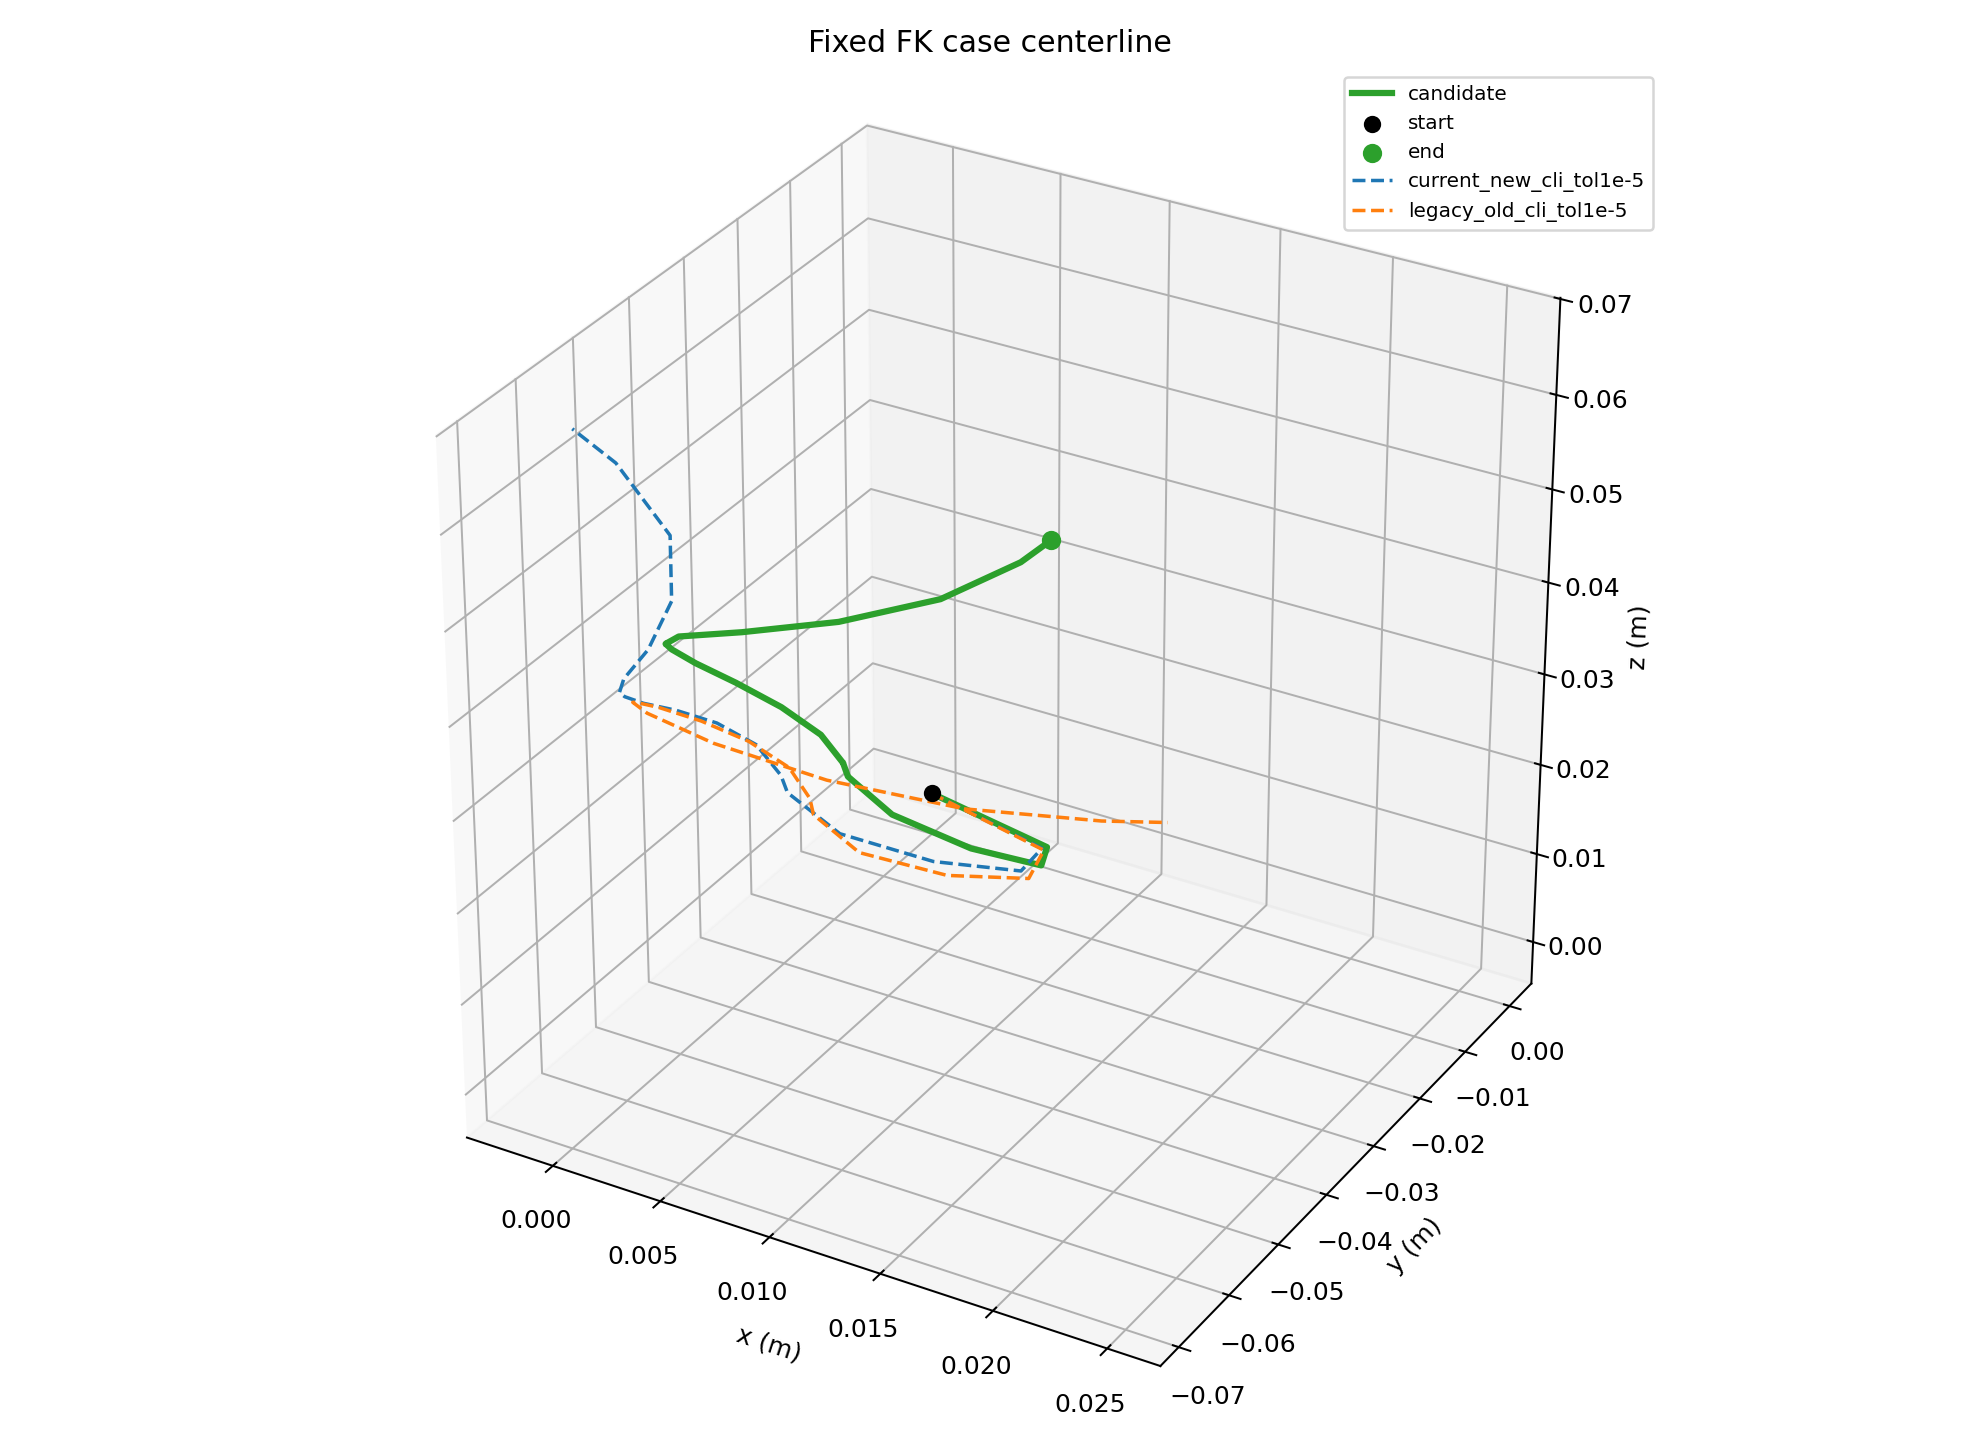 Fixed FK case centerline
candidate
start
end
current_new_cli_tol1e-5
legacy_old_cli_tol1e-5
0.07
0.06
0.05
0.04
0.03
0.02
0.01
0.00
z (m)
0.00
−0.01
−0.02
−0.03
−0.04
−0.05
−0.06
−0.07
y (m)
0.000
0.005
0.010
0.015
0.020
0.025
x (m)